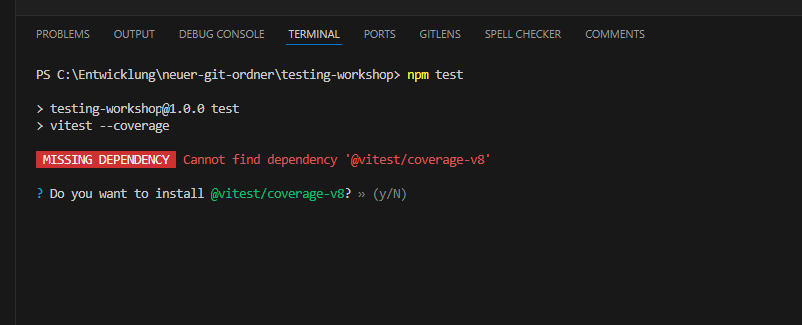 PROBLEMS OUTPUT DEBUG CONSOLE TERMINAL PORTS GITLENS SPELL CHECKER COMMENTS
PS C:\Entwicklung\neuer-git-ordner\testing-workshop> npm test
> testing-workshop@1.0.0 test
> vitest --coverage
MISSING DEPENDENCY Cannot find dependency '@vitest/coverage-v8'
? Do you want to install @vitest/coverage-v8? » (y/N)